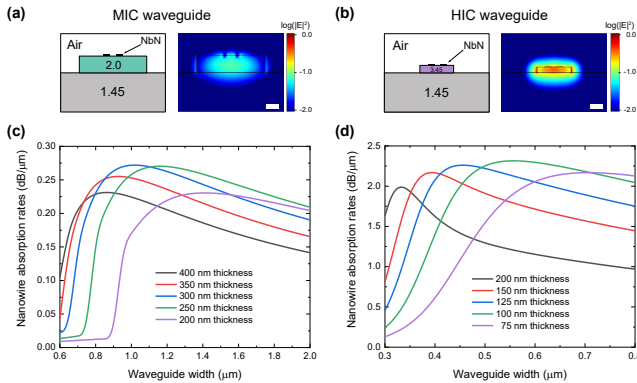 MIC waveguide
HIC waveguide
(a)
Air
NbN
2.0
1.45
log(|E|²)
0.0
-1.0
-2.0
(b)
Air
NbN
3.45
1.45
log(|E|²)
0.0
-1.0
-2.0
(c)
Nanowire absorption rates (dB/μm)
0.30
0.25
0.20
0.15
0.10
0.05
0.00
400 nm thickness
350 nm thickness
300 nm thickness
250 nm thickness
200 nm thickness
0.6 0.8 1.0 1.2 1.4 1.6 1.8 2.0
Waveguide width (μm)
(d)
Nanowire absorption rates (dB/μm)
2.5
2.0
1.5
1.0
0.5
0.0
200 nm thickness
150 nm thickness
125 nm thickness
100 nm thickness
75 nm thickness
0.3 0.4 0.5 0.6 0.7 0.8
Waveguide width (μm)